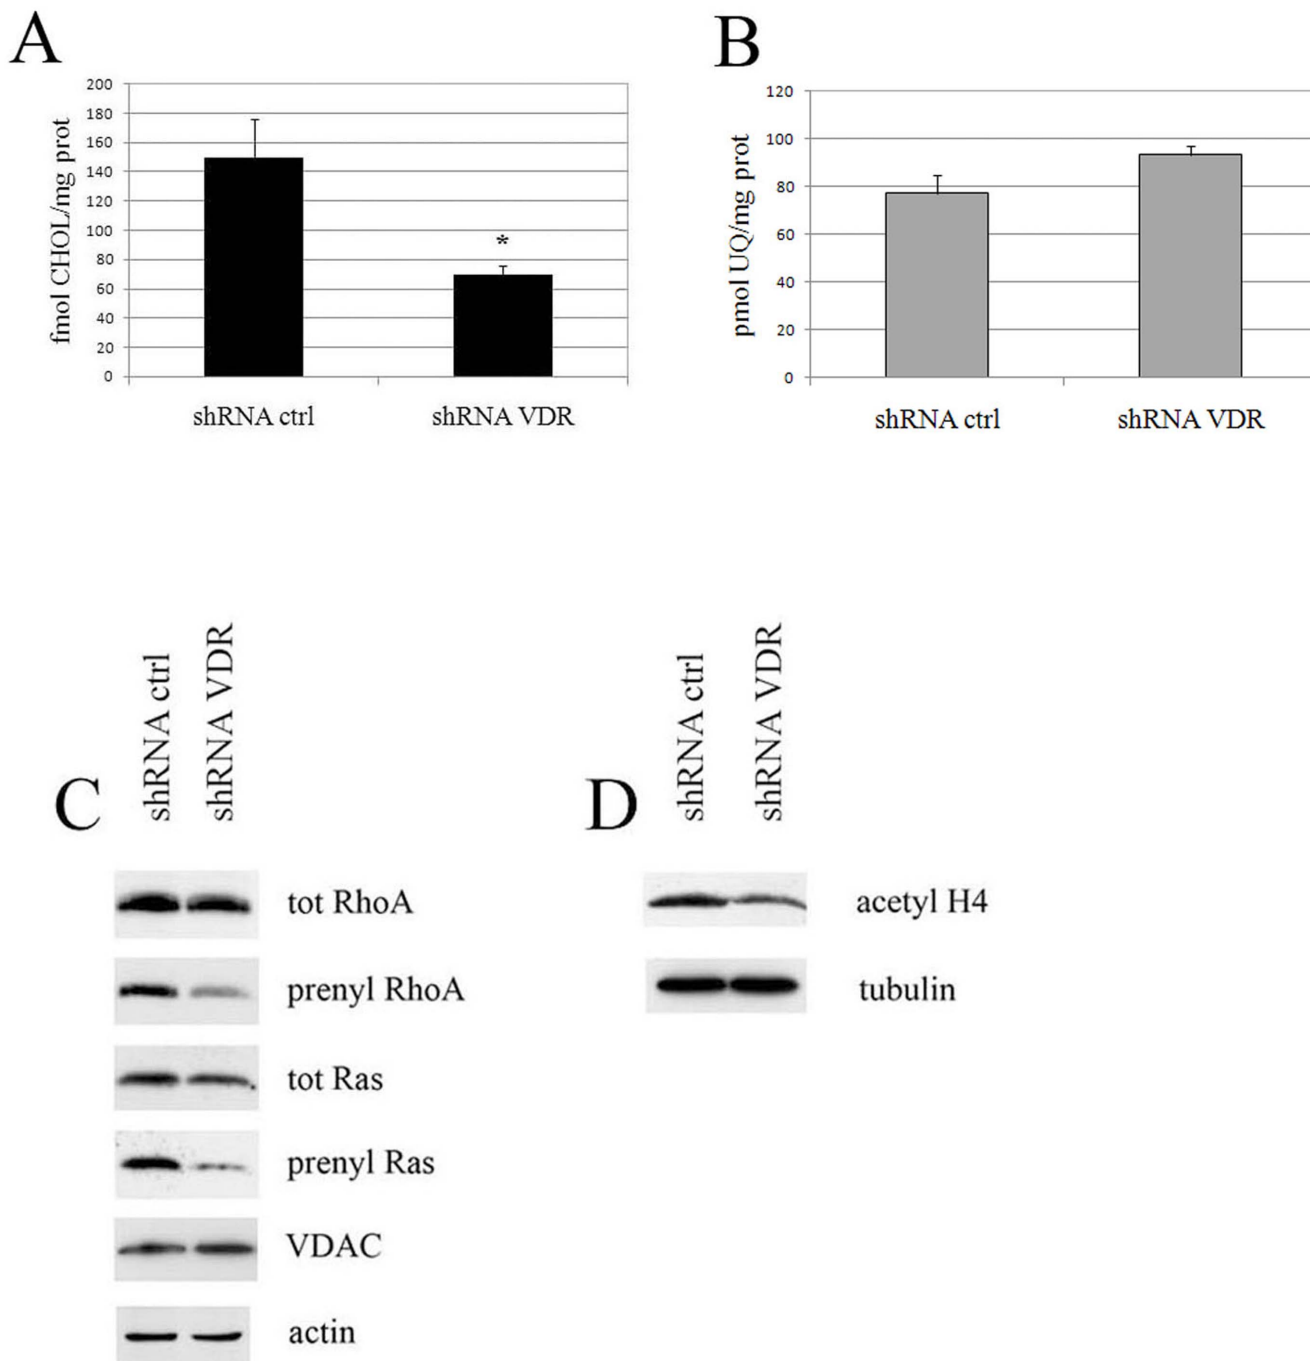 A
fmol CHOL/mg prot
200
180
160
140
120
100
80
60
40
20
0
*
shRNA ctrl
shRNA VDR
B
pmol UQ/mg prot
120
100
80
60
40
20
0
shRNA ctrl
shRNA VDR
C
shRNA ctrl
shRNA VDR
tot RhoA
prenyl RhoA
tot Ras
prenyl Ras
VDAC
actin
D
shRNA ctrl
shRNA VDR
acetyl H4
tubulin